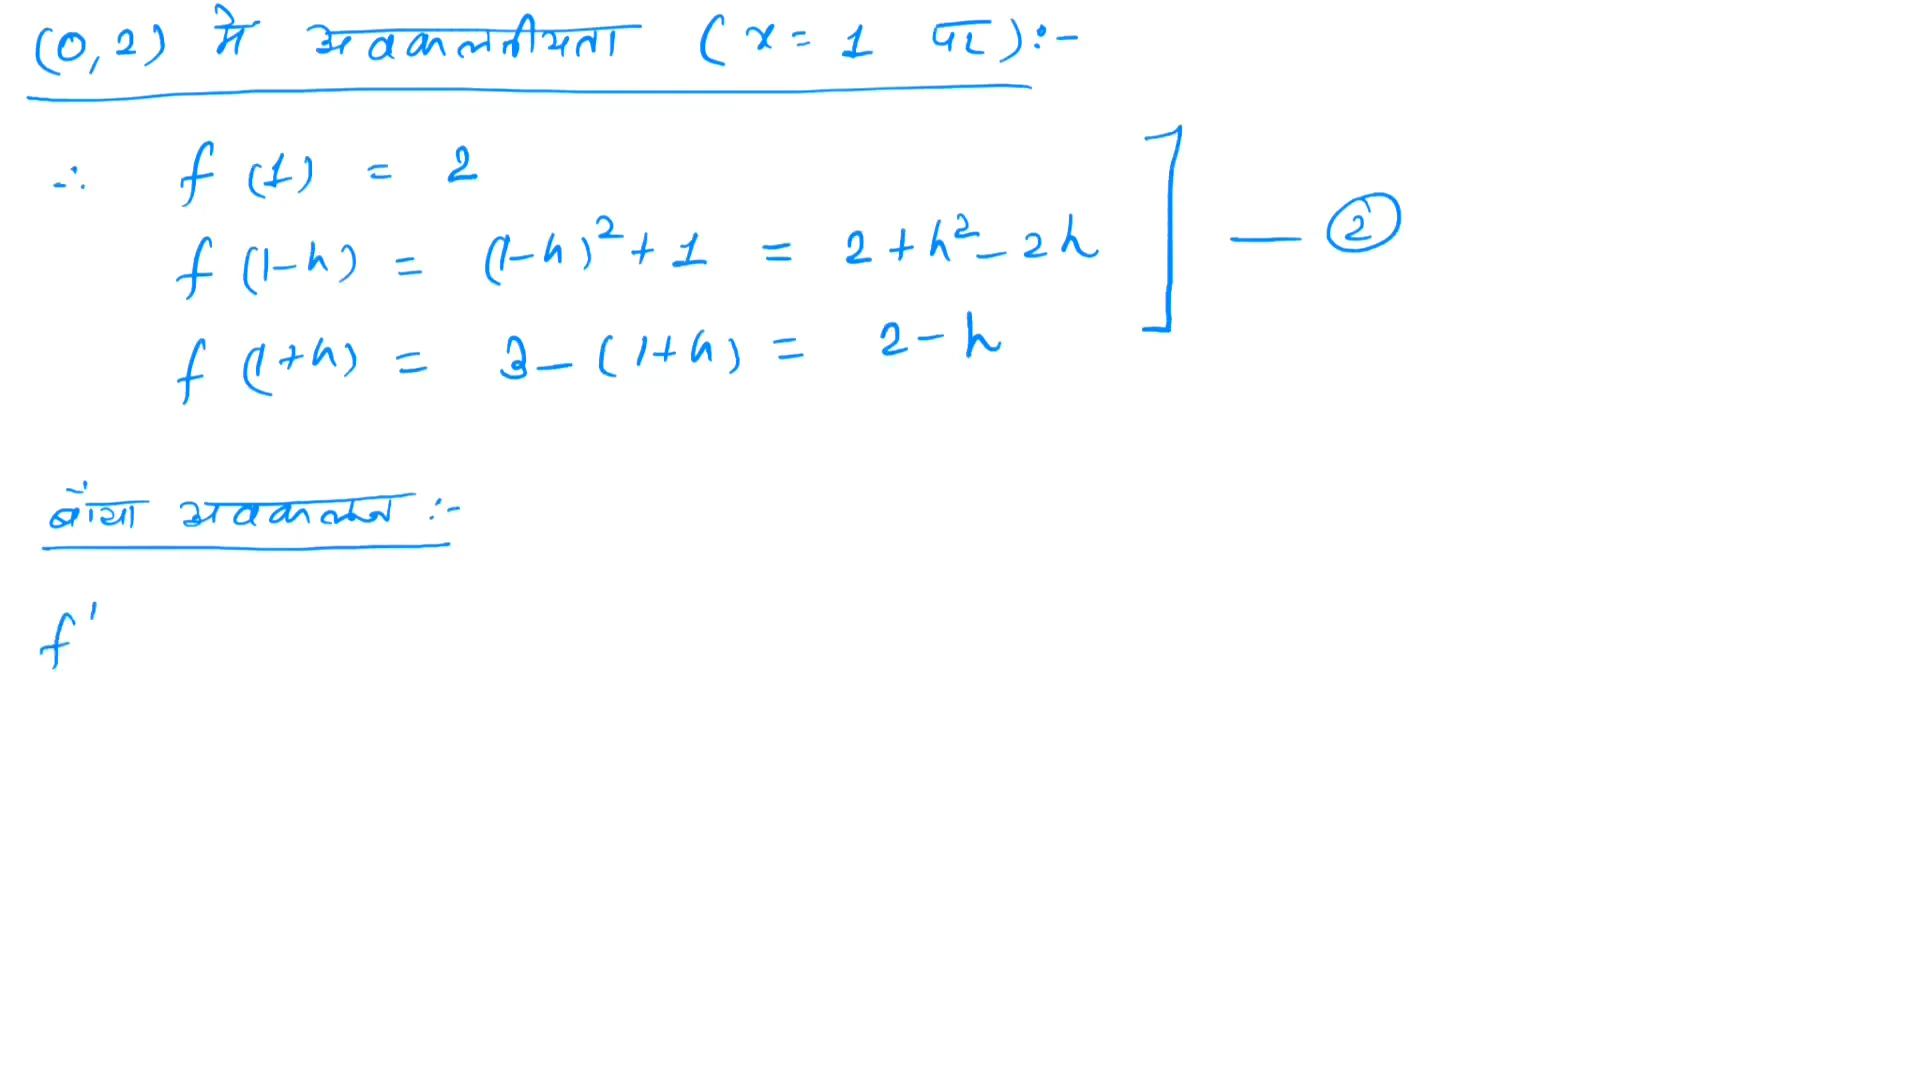 (0,2) में अवकलनीयता (x = 1 पर) :-
∴ f(1) = 2
f(1-h) = (1-h)²+1 = 2+h²-2h
f(1+h) = 3-(1+h) = 2-h
] — ②
बाँया अवकलन :-
f'